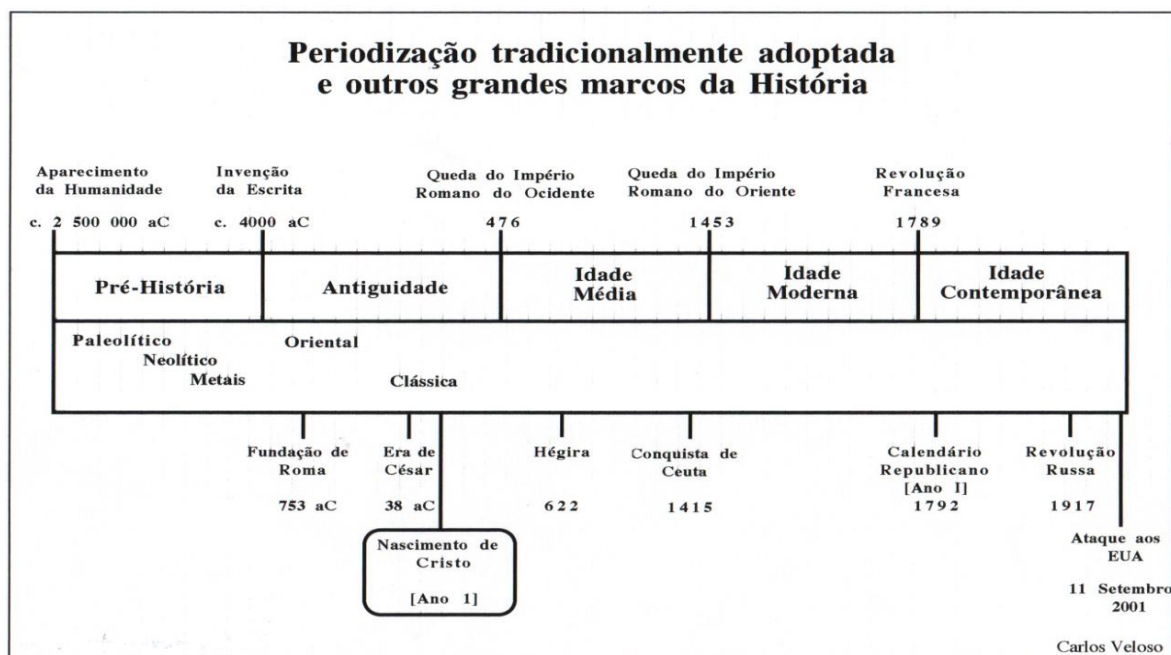 Periodização tradicionalmente adoptada
e outros grandes marcos da História
Aparecimento
da Humanidade
c. 2 500 000 aC
Invenção
da Escrita
c. 4000 aC
Queda do Império
Romano do Ocidente
476
Queda do Império
Romano do Oriente
1453
Revolução
Francesa
1789
Pré-História
Antiguidade
Idade
Média
Idade
Moderna
Idade
Contemporânea
Paleolítico
Neolítico
Metais
Oriental
Clássica
Fundação de
Roma
753 aC
Era de
César
38 aC
Nascimento de
Cristo
[Ano 1]
Hégira
622
Conquista de
Ceuta
1415
Calendário
Republicano
[Ano I]
1792
Revolução
Russa
1917
Ataque aos
EUA
11 Setembro
2001
Carlos Veloso